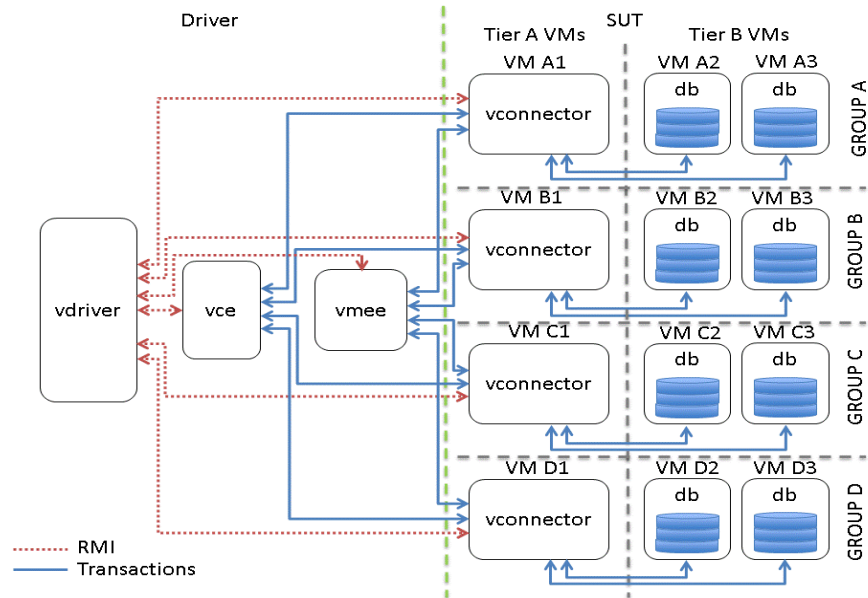 Driver
SUT
Tier A VMs
Tier B VMs
VM A1
VM A2
VM A3
vconnector
db
db
GROUP A
VM B1
VM B2
VM B3
vconnector
db
db
GROUP B
vdriver
vce
vmee
VM C1
VM C2
VM C3
vconnector
db
db
GROUP C
VM D1
VM D2
VM D3
vconnector
db
db
GROUP D
RMI
Transactions